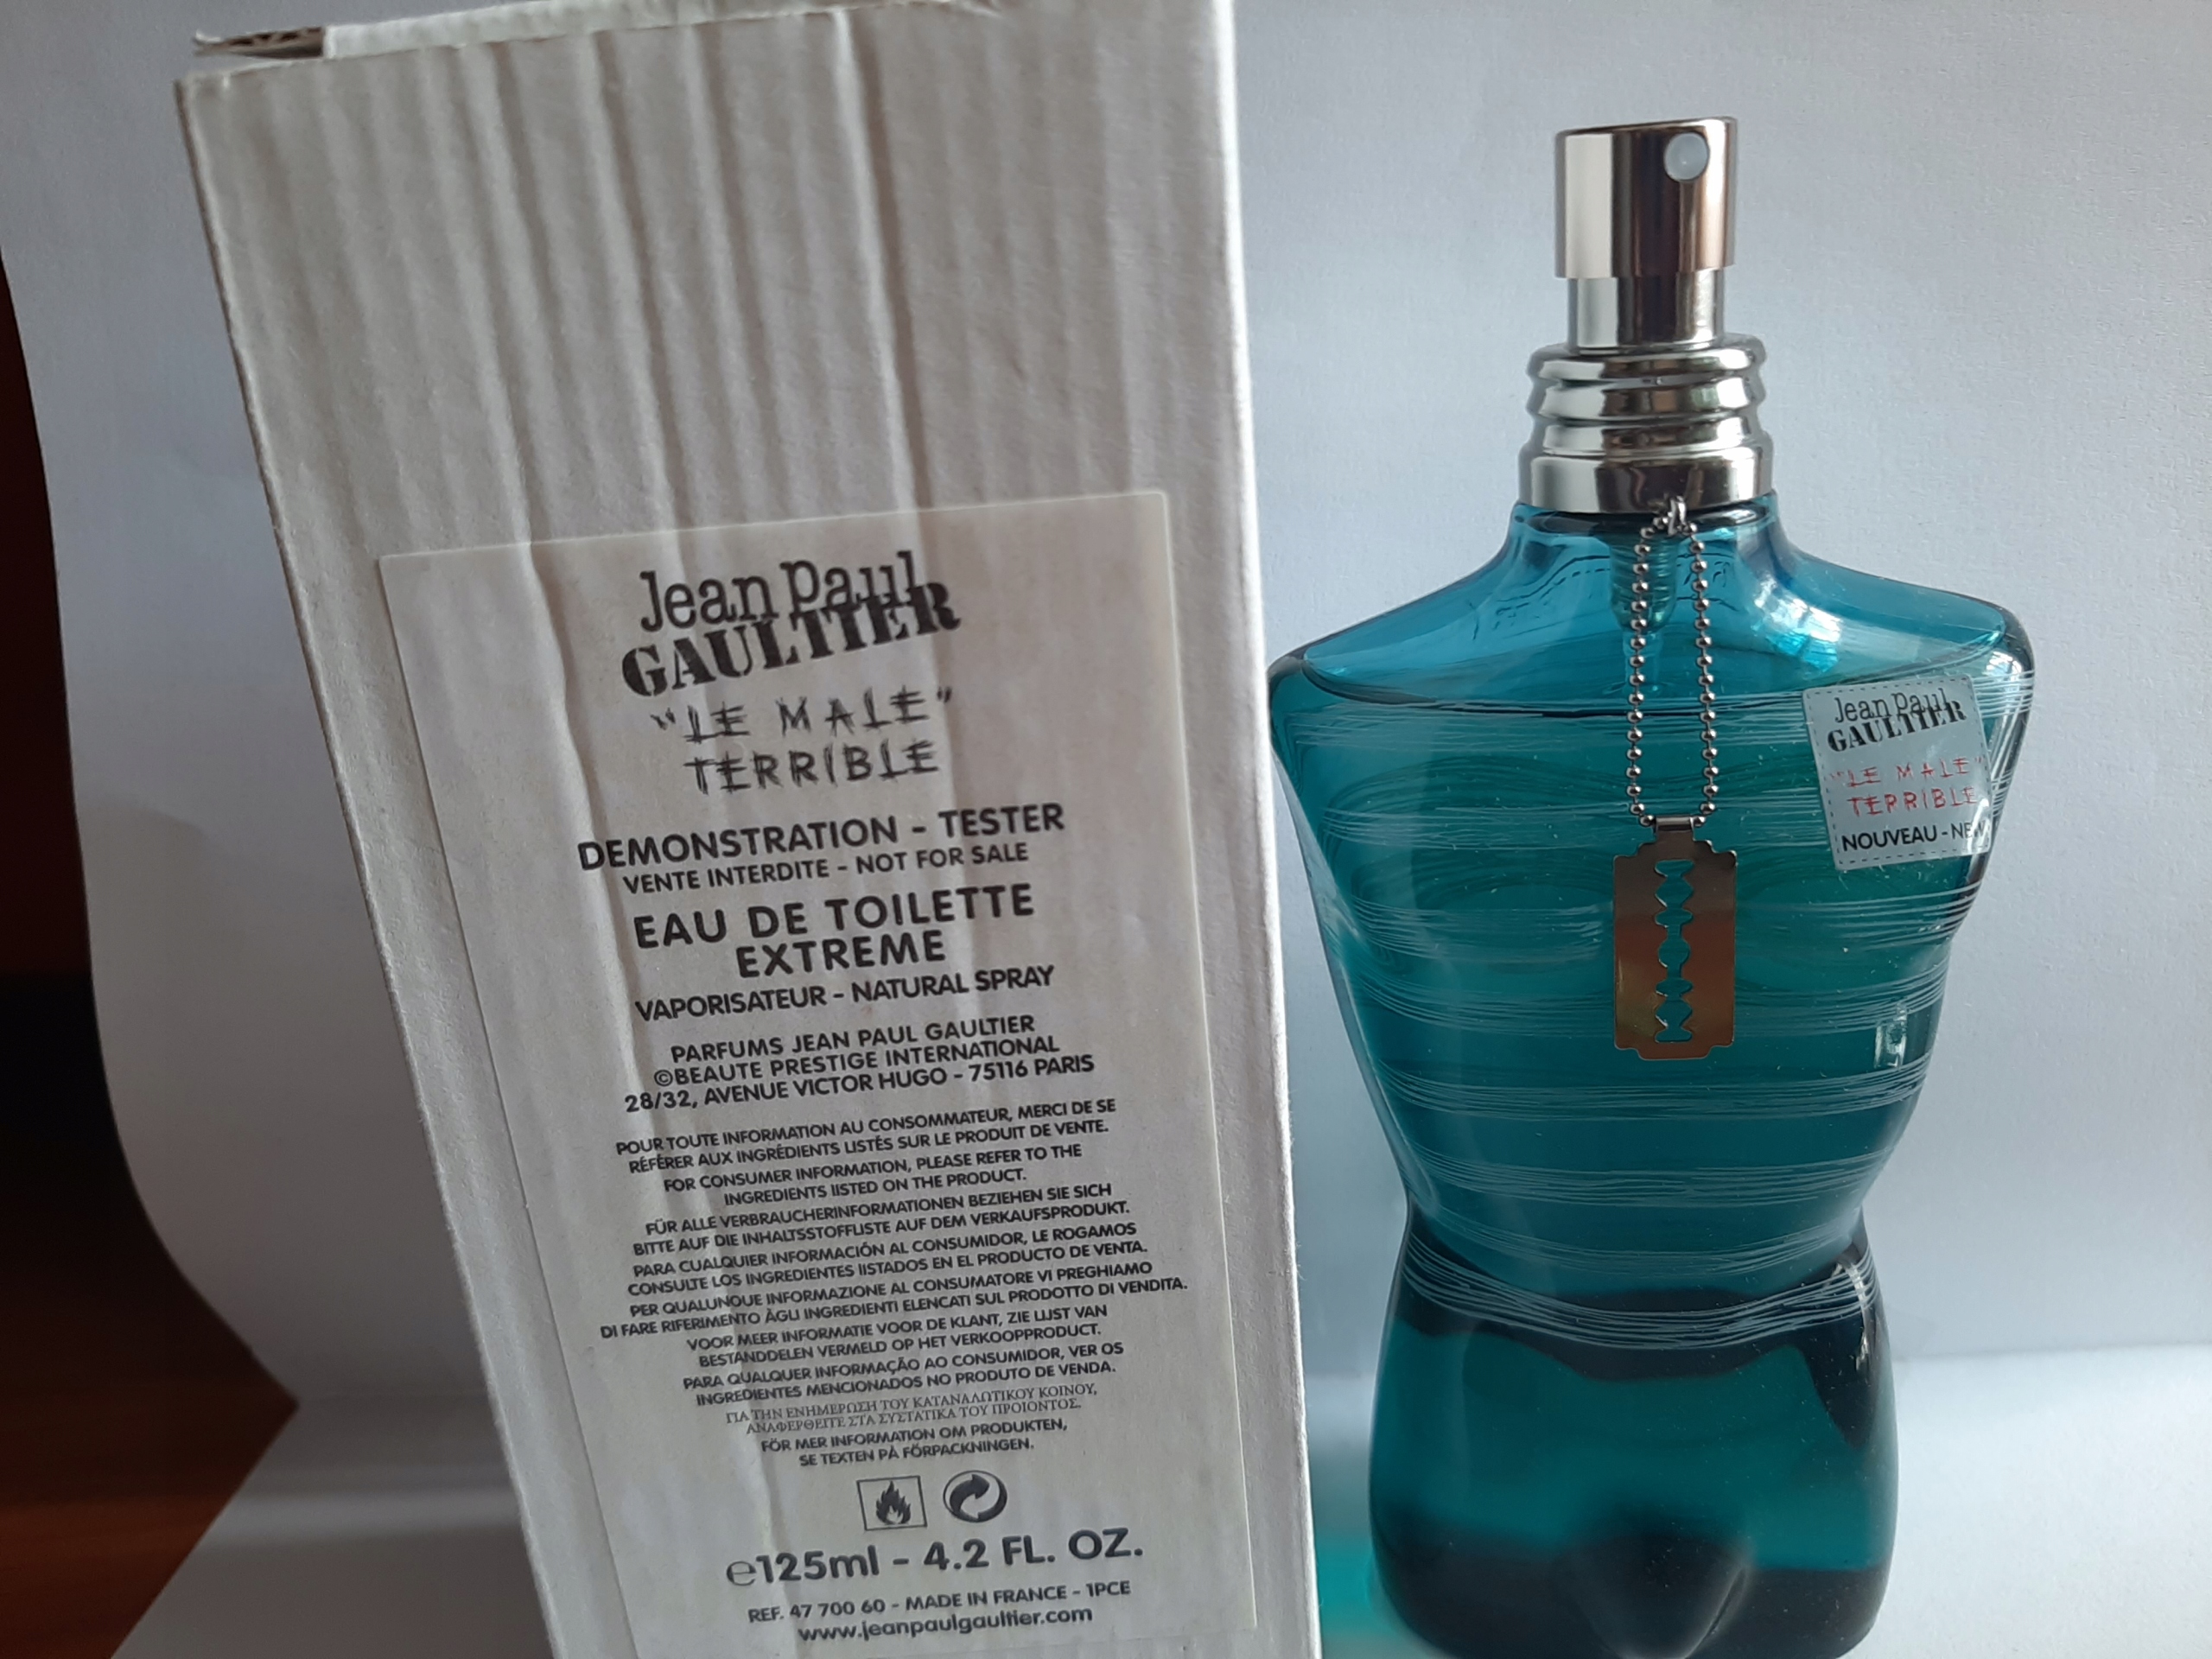 Jean Paul
GAULTIER
"LE MALE"
TERRIBLE
DEMONSTRATION - TESTER
VENTE INTERDITE - NOT FOR SALE
EAU DE TOILETTE
EXTREME
VAPORISATEUR - NATURAL SPRAY
PARFUMS JEAN PAUL GAULTIER
©BEAUTE PRESTIGE INTERNATIONAL
28/32, AVENUE VICTOR HUGO - 75116 PARIS
POUR TOUTE INFORMATION AU CONSOMMATEUR, MERCI DE SE
RÉFÉRER AUX INGRÉDIENTS LISTÉS SUR LE PRODUIT DE VENTE.
FOR CONSUMER INFORMATION, PLEASE REFER TO THE
INGREDIENTS IISTED ON THE PRODUCT.
FÜR ALLE VERBRAUCHERINFORMATIONEN BEZIEHEN SIE SICH
BITTE AUF DIE INHALTSSTOFFLISTE AUF DEM VERKAUFSPRODUKT.
PARA CUALQUIER INFORMACIÓN AL CONSUMIDOR, LE ROGAMOS
CONSULTE LOS INGREDIENTES IISTADOS EN EL PRODUCTO DE VENTA.
PER QUALUNQUE INFORMAZIONE AL CONSUMATORE VI PREGHIAMO
DI FARE RIFERIMENTO ÀGLI INGREDIENTI ELENCATI SUL PRODOTTO DI VENDITA.
VOOR MEER INFORMATIE VOOR DE KLANT, ZIE LIJST VAN
BESTANDDELEN VERMELD OP HET VERKOOPPRODUCT.
PARA QUALQUER INFORMAÇÃO AO CONSUMIDOR, VER OS
INGREDIENTES MENCIONADOS NO PRODUTO DE VENDA.
ΓΙΑ ΤΗΝ ΕΝΗΜΕΡΩΣΗ ΤΟΥ ΚΑΤΑΝΑΛΩΤΙΚΟΥ ΚΟΙΝΟΥ,
ΑΝΑΦΕΡΘΕΙΤΕ ΣΤΑ ΣΥΣΤΑΤΙΚΑ ΤΟΥ ΠΡΟΙΟΝΤΟΣ.
FÖR MER INFORMATION OM PRODUKTEN,
SE TEXTEN PÅ FÖRPACKNINGEN.
℮125ml - 4.2 FL. OZ.
REF. 47 700 60 - MADE IN FRANCE - 1PCE
www.jeanpaulgaultier.com
Jean Paul
GAULTIER
"LE MALE"
TERRIBLE
NOUVEAU - NEW